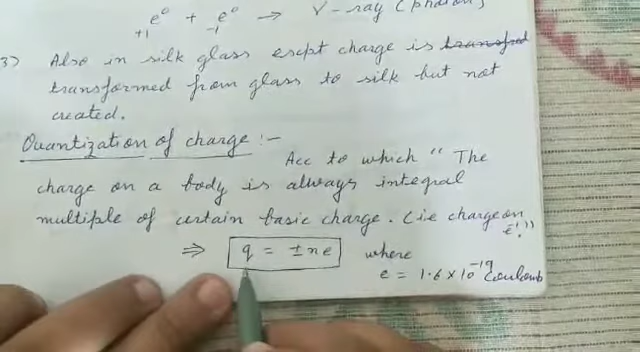 +1e⁰ + -1e⁰ → γ-ray (photon)
3) Also in silk glass expt charge is transfred
transformed from glass to silk but not
created.
Quantization of charge :-
Acc to which "The
charge on a body is always integral
multiple of certain basic charge. (ie charge on
e⁻!"
⇒ q = ±ne where
e = 1.6×10⁻¹⁹ Coulomb